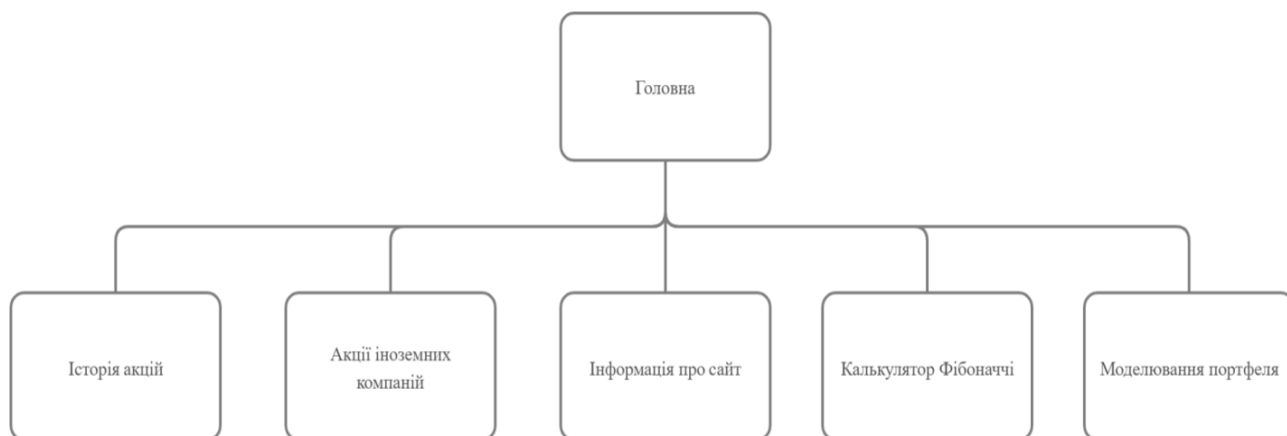 Головна
Історія акцій
Акції іноземних
компаній
Інформація про сайт
Калькулятор Фібоначчі
Моделювання портфеля